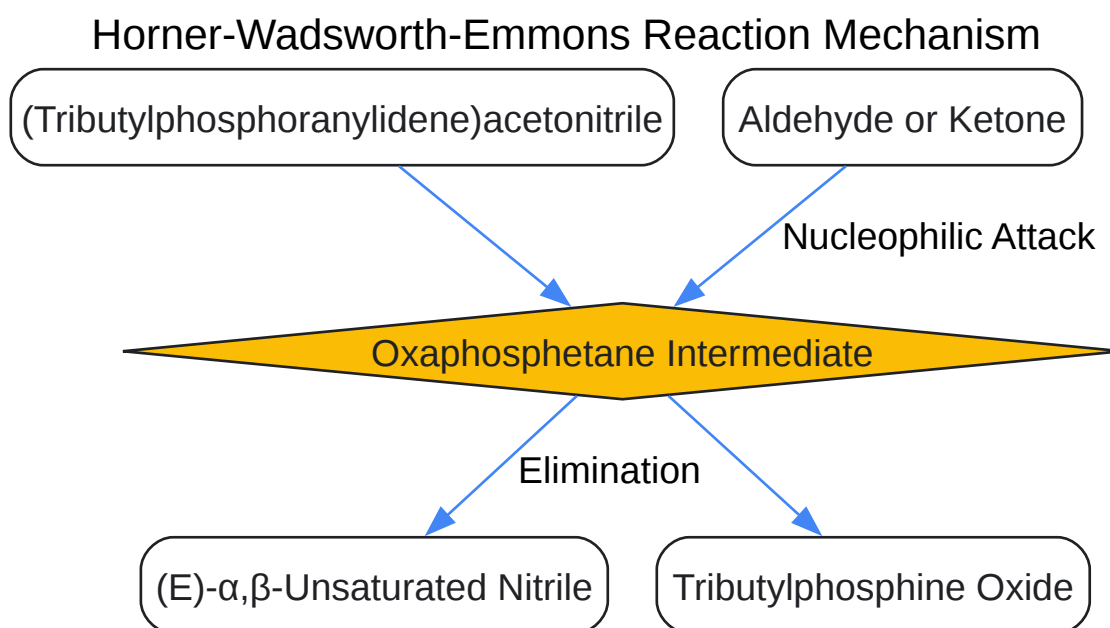 Horner-Wadsworth-Emmons Reaction Mechanism
(Tributylphosphoranylidene)acetonitrile
Aldehyde or Ketone
Nucleophilic Attack
Oxaphosphetane Intermediate
Elimination
(E)-α,β-Unsaturated Nitrile
Tributylphosphine Oxide